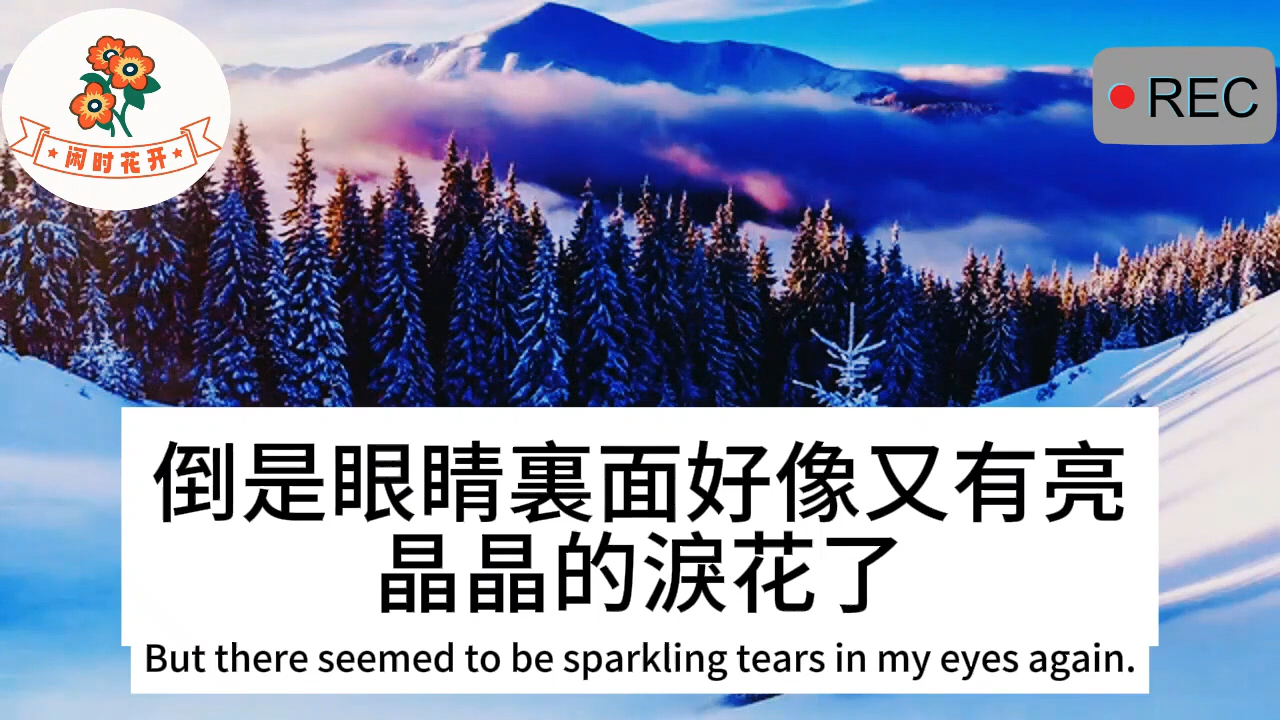 闲时花开
REC
倒是眼睛裏面好像又有亮
晶晶的淚花了
But there seemed to be sparkling tears in my eyes again.